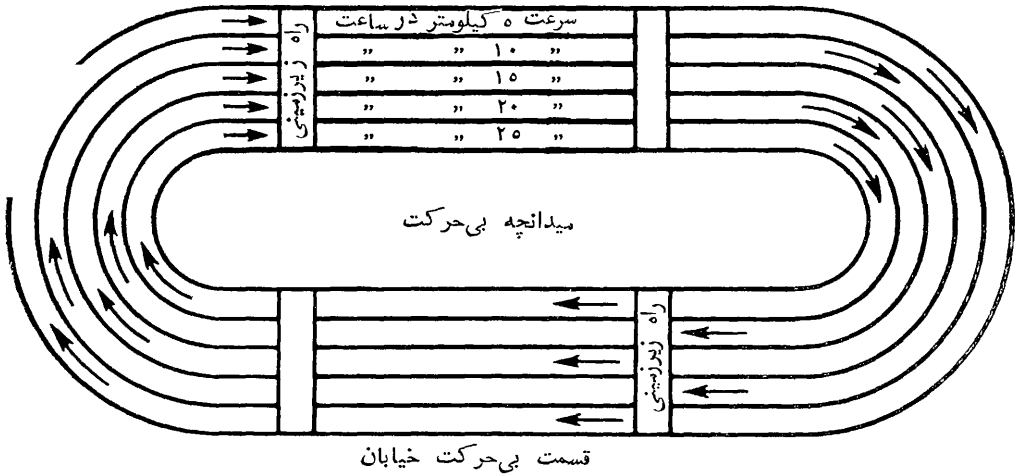 سرعت ۵ کیلومتر در ساعت
” ۱۰ ” ”
” ۱۵ ” ”
” ۲۰ ” ”
” ۲۵ ” ”
راه زیرزمینی
میدانچه بی‌حرکت
راه زیرزمینی
قسمت بی‌حرکت خیابان